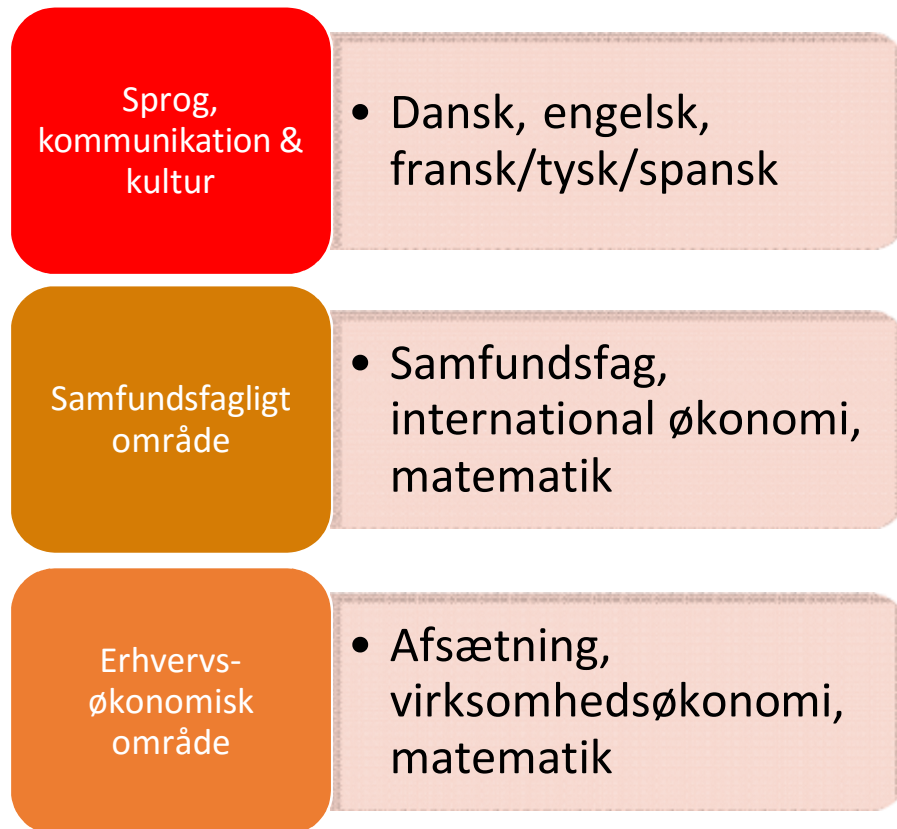 Sprog,
kommunikation &
kultur
• Dansk, engelsk,
fransk/tysk/spansk
Samfundsfagligt
område
• Samfundsfag,
international økonomi,
matematik
Erhvervs-
økonomisk
område
• Afsætning,
virksomhedsøkonomi,
matematik